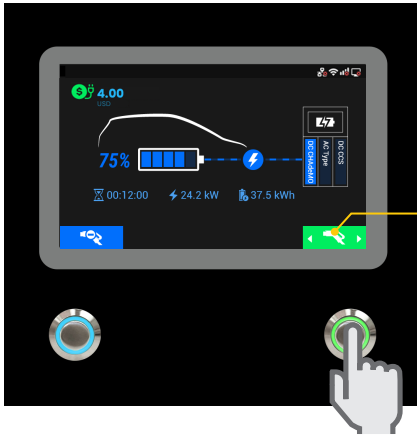 4.00
USD
75%
00:12:00
24.2 kW
37.5 kWh
DC CCS
AC Type
DC CHAdeMO